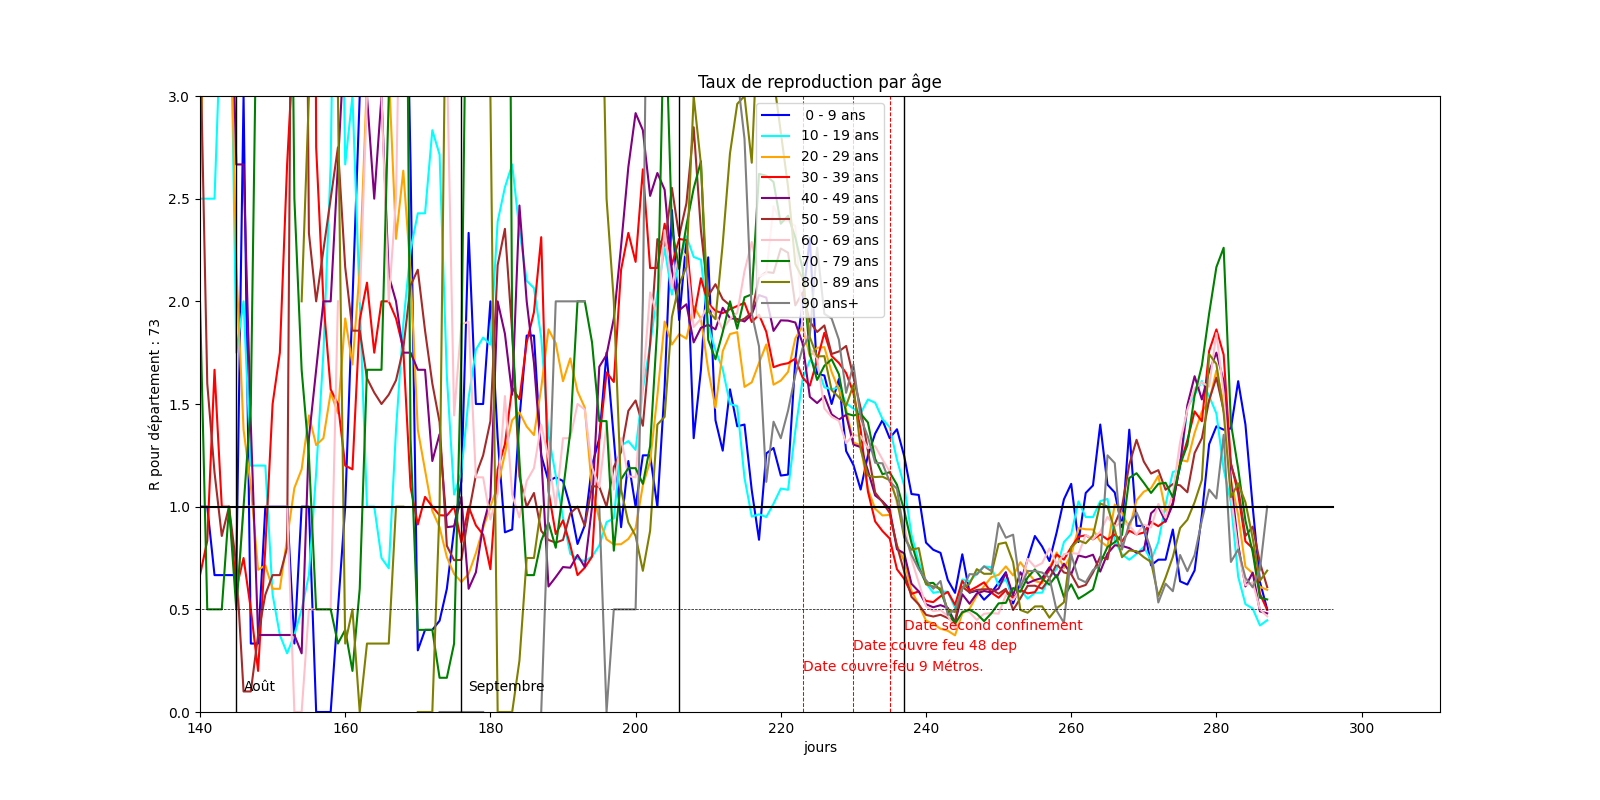 Taux de reproduction par âge
3.0
2.5
2.0
1.5
1.0
0.5
0.0
R pour département : 73
0 - 9 ans
10 - 19 ans
20 - 29 ans
30 - 39 ans
40 - 49 ans
50 - 59 ans
60 - 69 ans
70 - 79 ans
80 - 89 ans
90 ans+
Date second confinement
Date couvre feu 48 dep
Date couvre feu 9 Métros.
Août
Septembre
140
160
180
200
220
240
260
280
300
jours